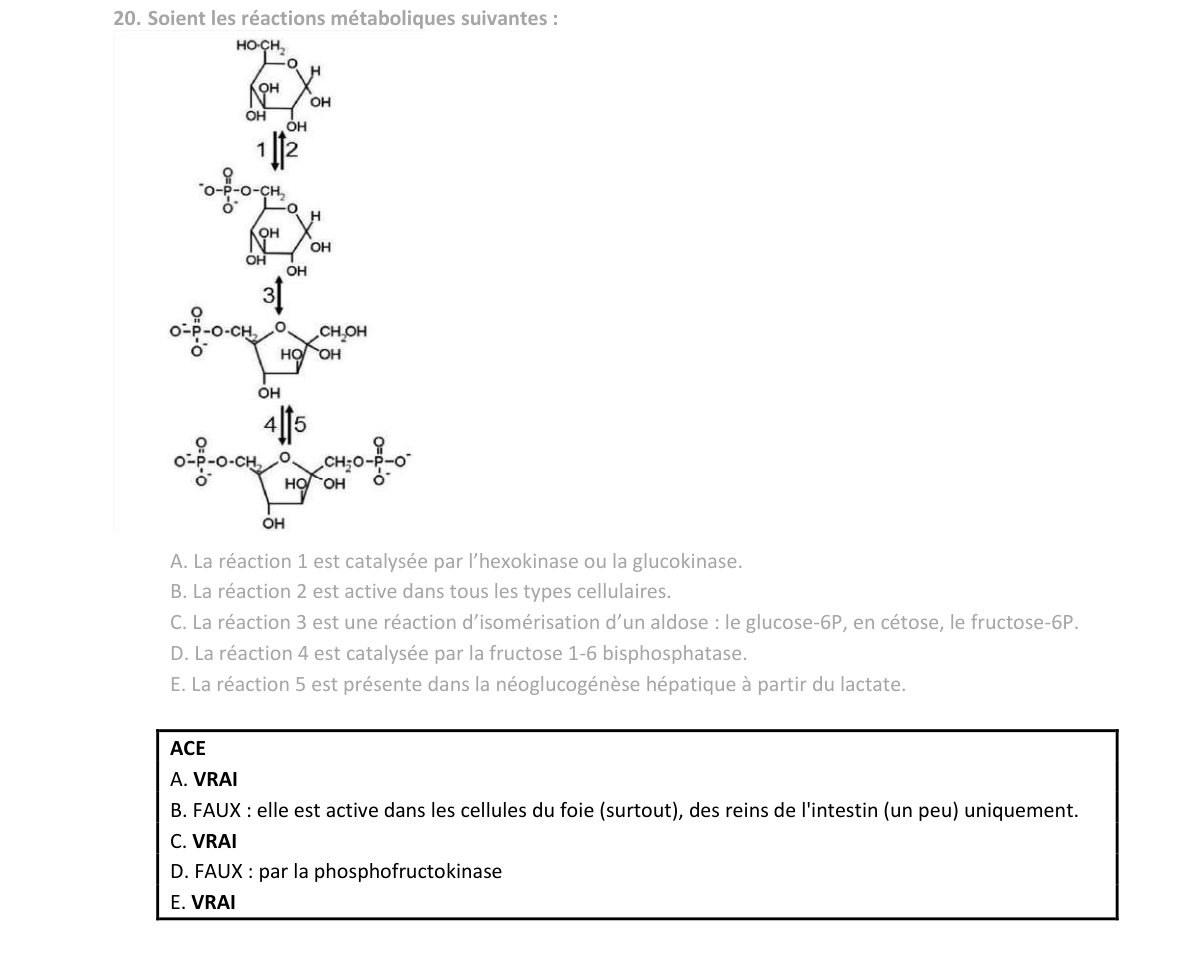 20. Soient les réactions métaboliques suivantes :
HO-CH2
O
H
OH
OH
OH
OH
1 2
O
-O-P-O-CH2
O-
O
H
OH
OH
OH
OH
3
O
O-P-O-CH2 O CH2OH
O-
HO OH
OH
4 5
O O
O-P-O-CH2 O CH2O-P-O-
O- O-
HO OH
OH
A. La réaction 1 est catalysée par l’hexokinase ou la glucokinase.
B. La réaction 2 est active dans tous les types cellulaires.
C. La réaction 3 est une réaction d’isomérisation d’un aldose : le glucose-6P, en cétose, le fructose-6P.
D. La réaction 4 est catalysée par la fructose 1-6 bisphosphatase.
E. La réaction 5 est présente dans la néoglucogénèse hépatique à partir du lactate.
ACE
A. VRAI
B. FAUX : elle est active dans les cellules du foie (surtout), des reins de l'intestin (un peu) uniquement.
C. VRAI
D. FAUX : par la phosphofructokinase
E. VRAI